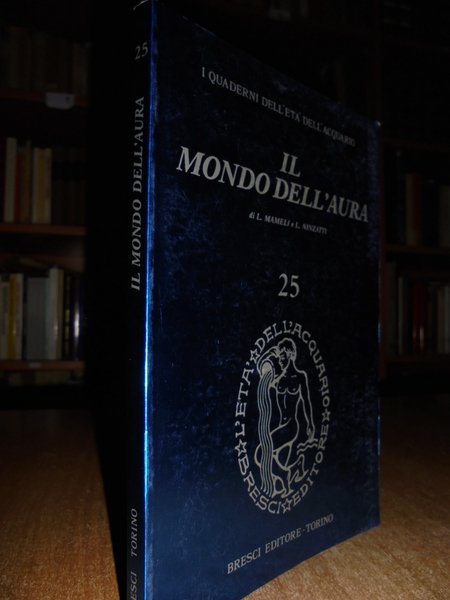 25
IL MONDO DELL'AURA
BRESCI TORINO
I QUADERNI DELL'ETÀ DELL'ACQUARIO
IL
MONDO DELL'AURA
di L. MAMELI e L. NINZATTI
25
L'ETÀ DELL'ACQUARIO
BRESCI EDITORE
BRESCI EDITORE - TORINO